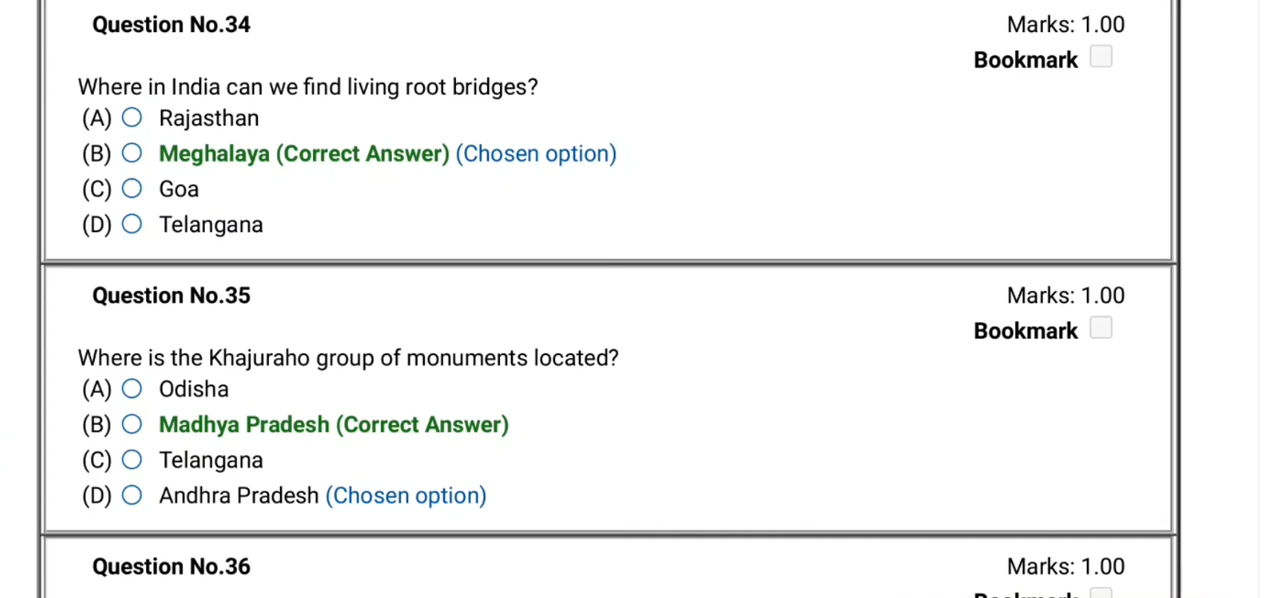 Question No.34
Marks: 1.00
Bookmark
Where in India can we find living root bridges?
(A) Rajasthan
(B) Meghalaya (Correct Answer) (Chosen option)
(C) Goa
(D) Telangana
Question No.35
Marks: 1.00
Bookmark
Where is the Khajuraho group of monuments located?
(A) Odisha
(B) Madhya Pradesh (Correct Answer)
(C) Telangana
(D) Andhra Pradesh (Chosen option)
Question No.36
Marks: 1.00